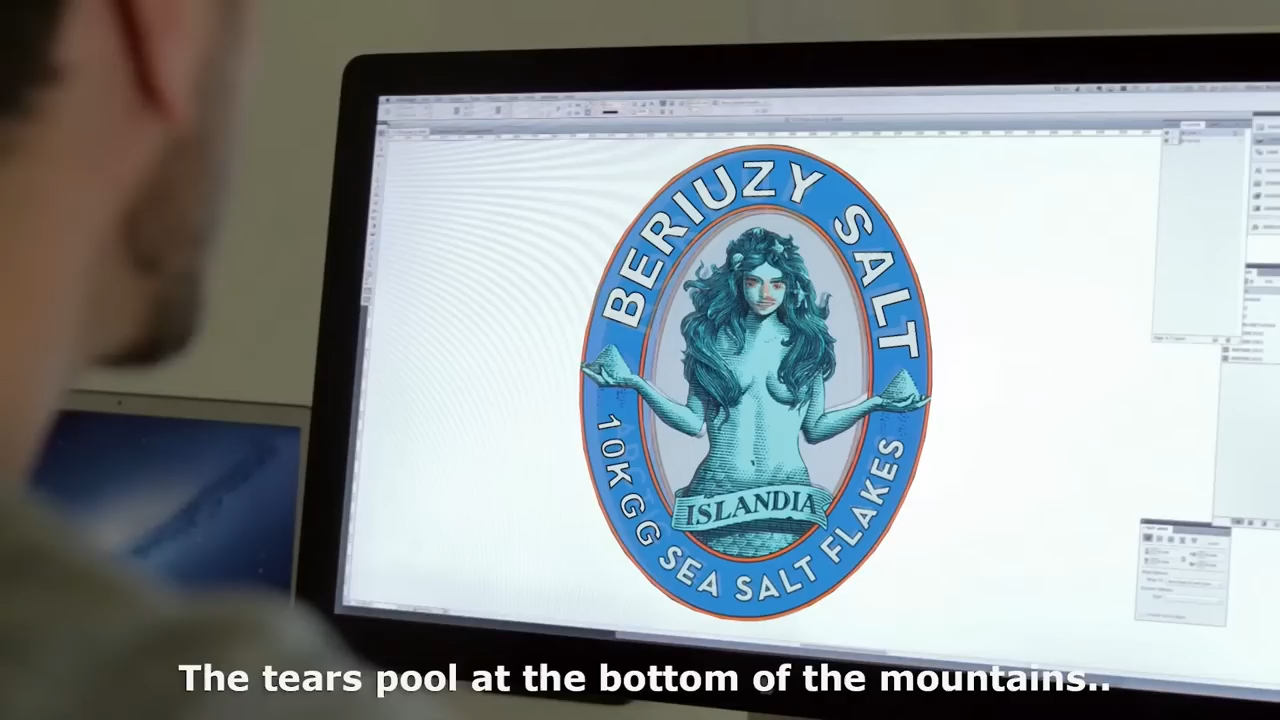 BERIUZY SALT
ISLANDIA
10KGG SEA SALT FLAKES
The tears pool at the bottom of the mountains..